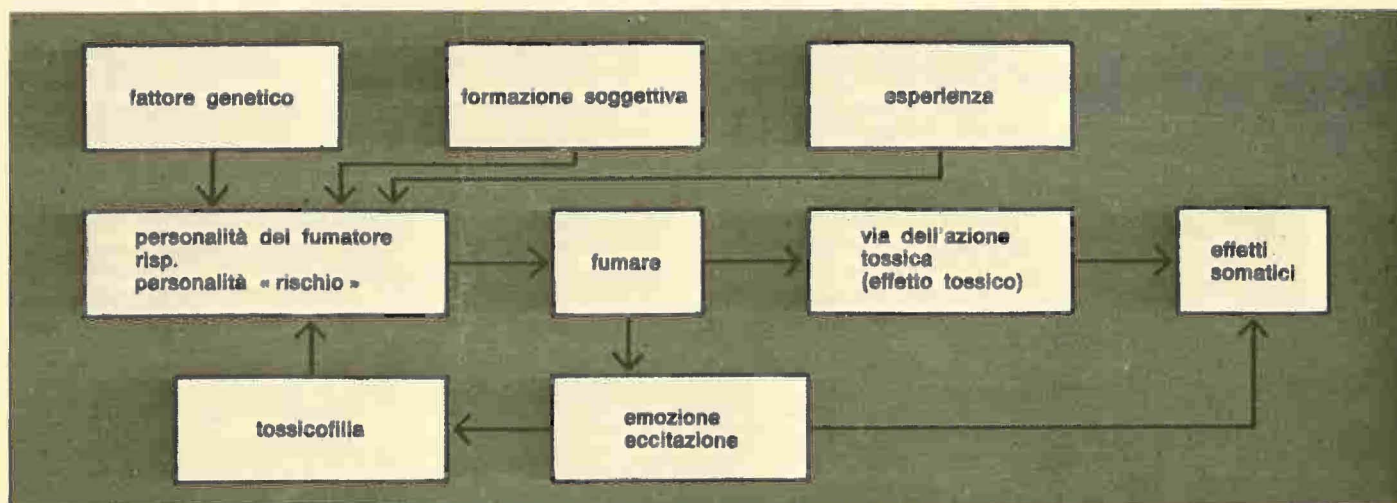 fattore genetico
formazione soggettiva
esperienza
personalità del fumatore
risp.
personalità « rischio »
fumare
via dell'azione
tossica
(effetto tossico)
effetti
somatici
tossicofilia
emozione
eccitazione